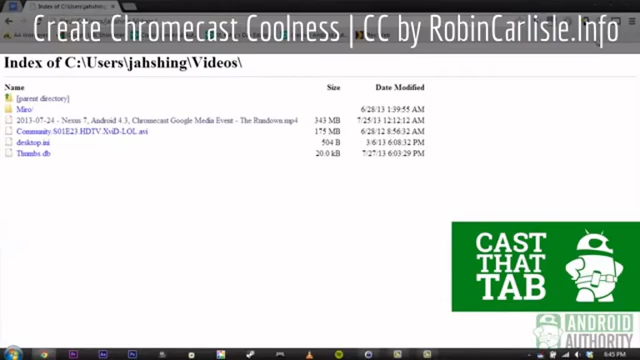 Index of C:\Users\jahshing\Videos\
Create Chromecast Coolness | CC by RobinCarlisle.Info
Index of C:\Users\jahshing\Videos\
Name Size Date Modified
[parent directory]
Miro/ 6/28/13 1:39:55 AM
2013-07-24 - Nexus 7, Android 4.3, Chromecast Google Media Event - The Rundown.mp4 343 MB 7/25/13 12:12:12 AM
Community.S01E23.HDTV.XviD-LOL.avi 175 MB 6/28/12 8:56:32 AM
desktop.ini 504 B 3/6/13 6:08:32 PM
Thumbs.db 20.0 kB 7/27/13 6:03:29 PM
CAST
THAT
TAB
ANDROID
AUTHORITY
6:45 PM